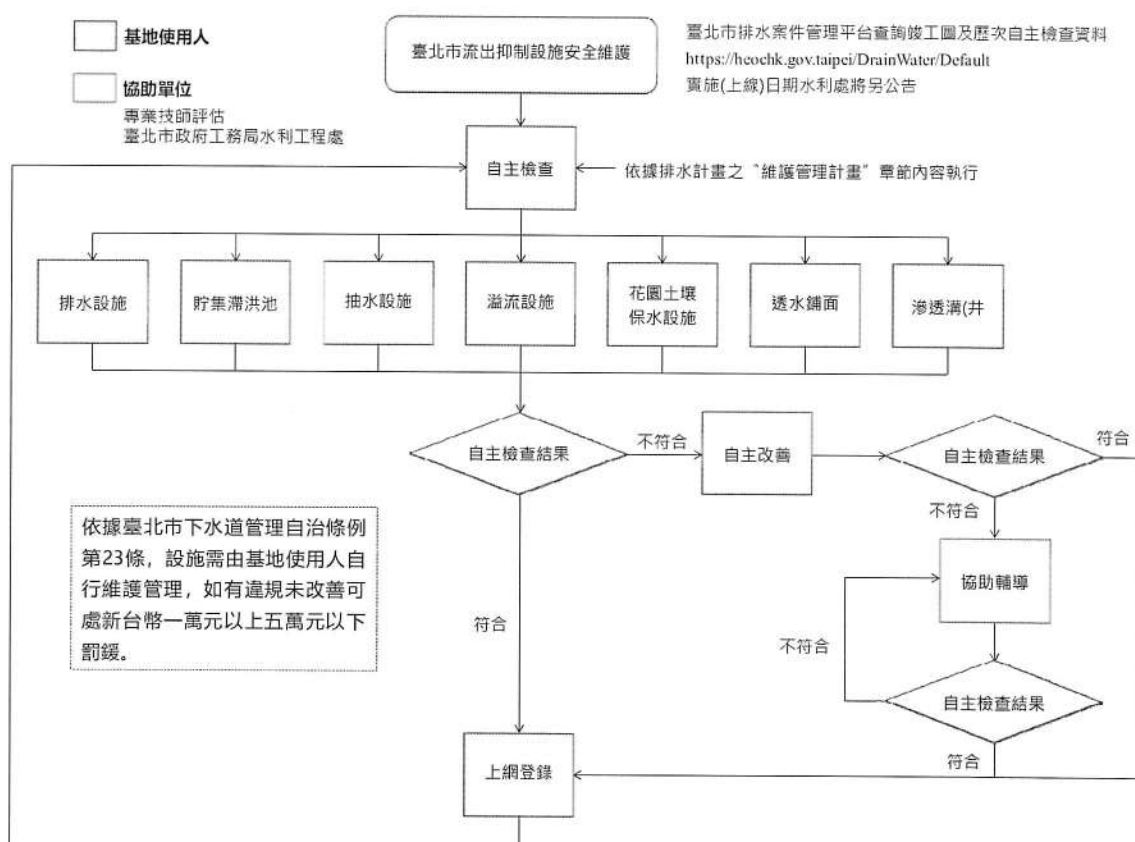 基地使用人
協助單位
專業技師評估
臺北市政府工務局水利工程處
臺北市流出抑制設施安全維護
臺北市排水案件管理平台查詢竣工圖及歷次自主檢查資料
https://heochk.gov.taipei/DrainWater/Default
實施(上線)日期水利處將另公告
自主檢查
依據排水計畫之“維護管理計畫”章節內容執行
排水設施
貯集滯洪池
抽水設施
溢流設施
花園土壤
保水設施
透水鋪面
滲透溝(井
自主檢查結果
不符合
自主改善
自主檢查結果
符合
不符合
協助輔導
不符合
自主檢查結果
符合
符合
依據臺北市下水道管理自治條例
第23條，設施需由基地使用人自
行維護管理，如有違規未改善可
處新台幣一萬元以上五萬元以下
罰鍰。
上網登錄